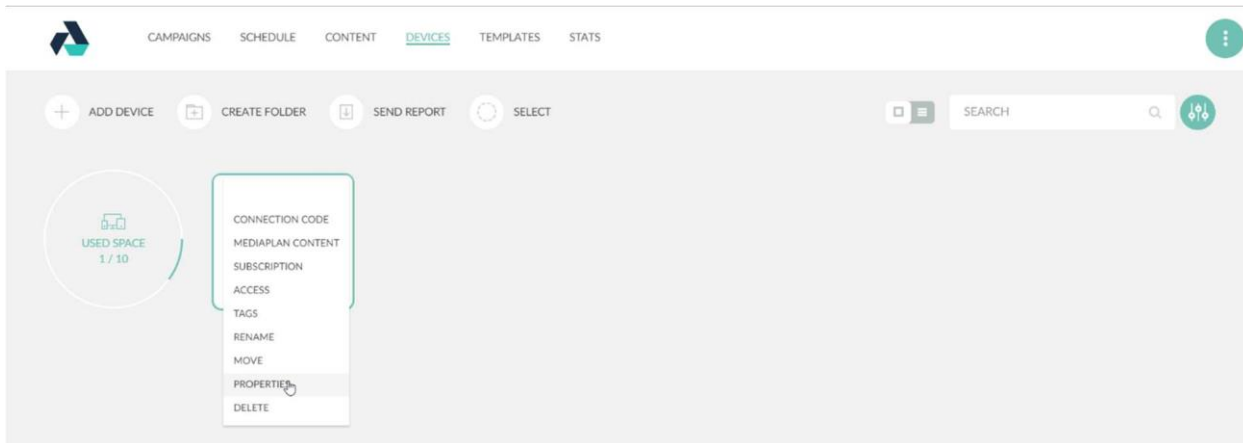 CAMPAIGNS SCHEDULE CONTENT DEVICES TEMPLATES STATS
ADD DEVICE CREATE FOLDER SEND REPORT SELECT SEARCH
USED SPACE
1 / 10
CONNECTION CODE
MEDIAPLAN CONTENT
SUBSCRIPTION
ACCESS
TAGS
RENAME
MOVE
PROPERTIES
DELETE